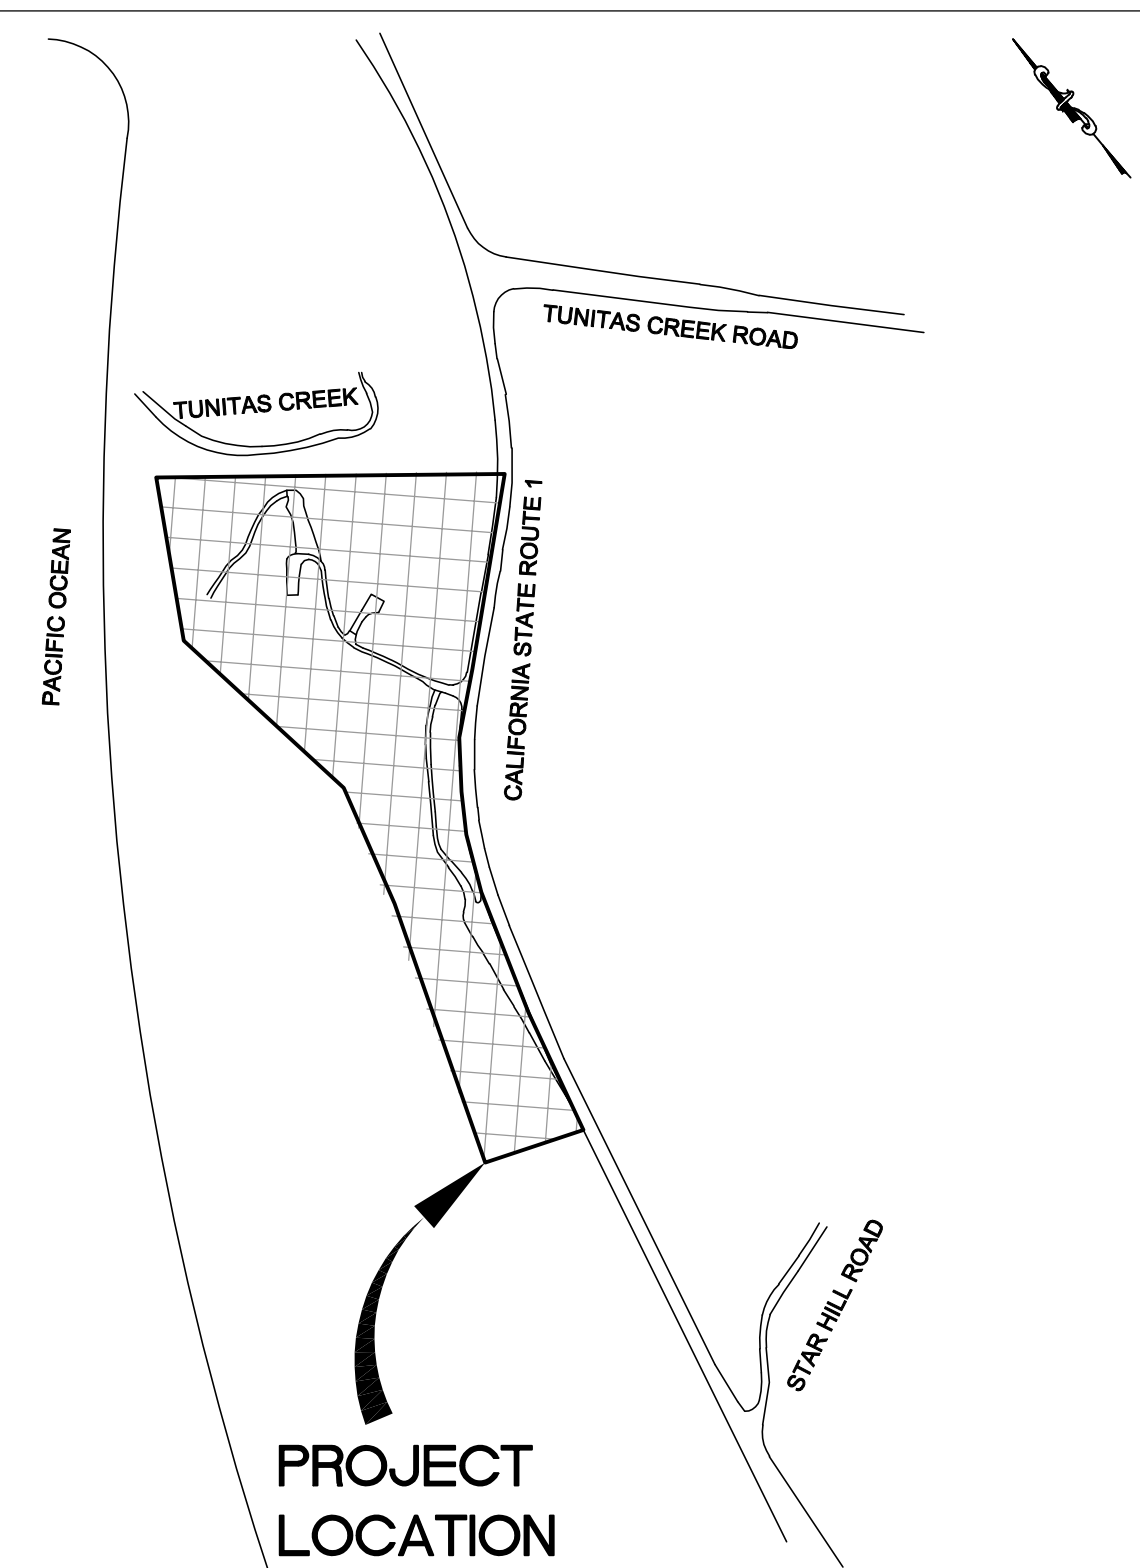 TUNITAS CREEK ROAD
TUNITAS CREEK
PACIFIC OCEAN
CALIFORNIA STATE ROUTE 1
STAR HILL ROAD
PROJECT
LOCATION